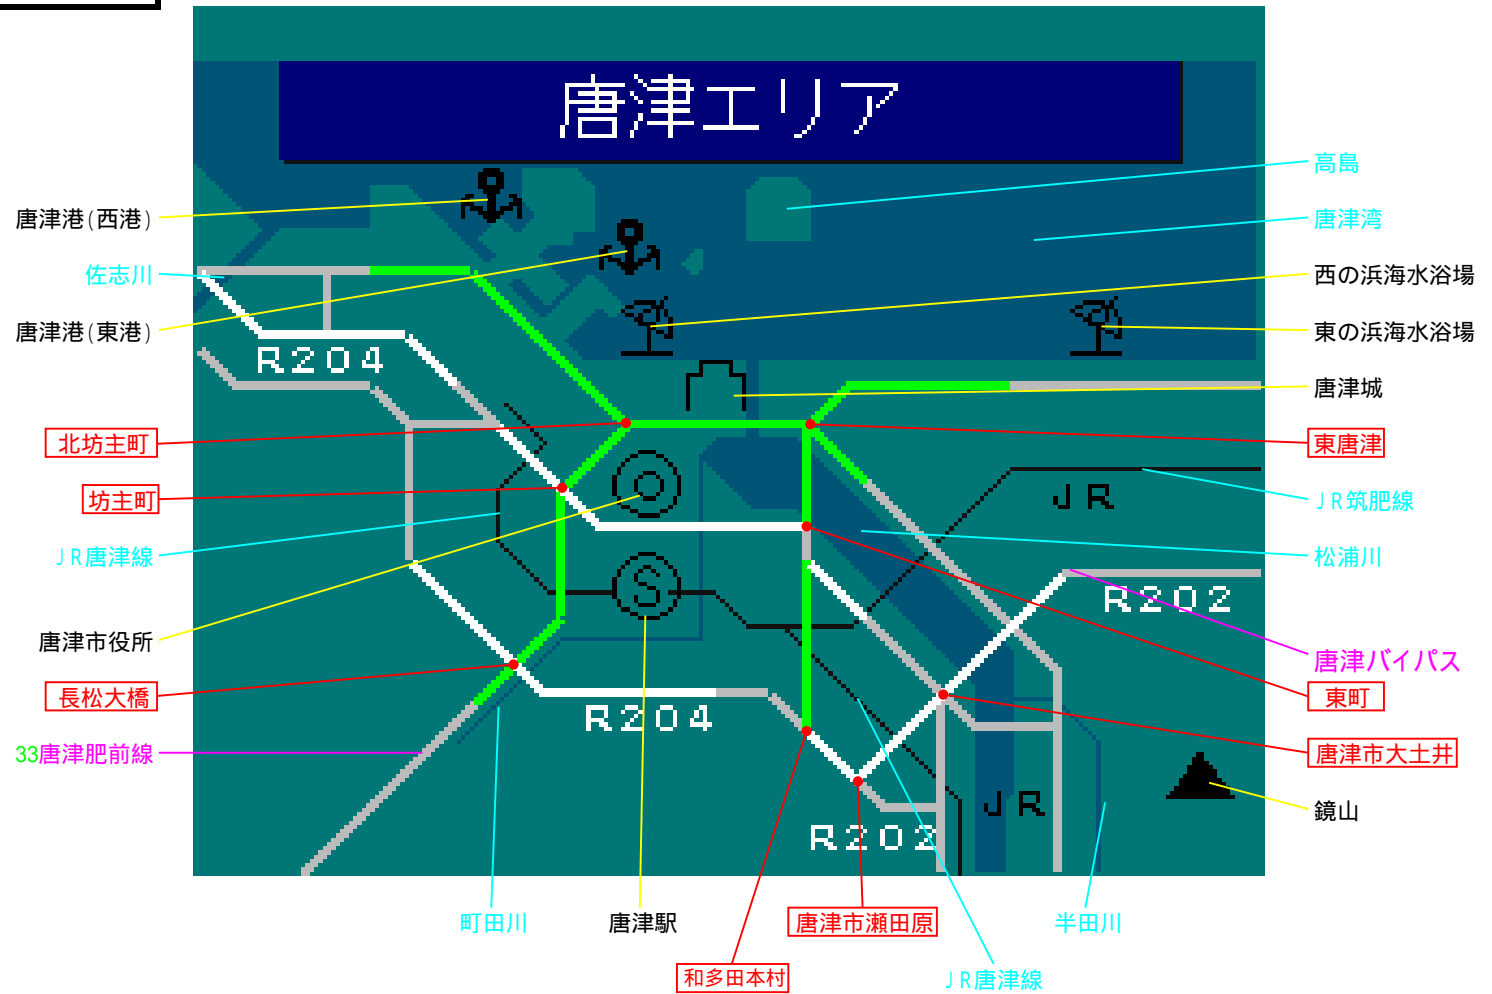 唐津エリア
高島
唐津港(西港)
唐津湾
佐志川
西の浜海水浴場
唐津港(東港)
東の浜海水浴場
R204
唐津城
北坊主町
東唐津
坊主町
JR
JR筑肥線
JR唐津線
松浦川
S
R202
唐津市役所
唐津バイパス
長松大橋
東町
R204
33唐津肥前線
唐津市大土井
JR
鏡山
R202
町田川
唐津駅
唐津市瀬田原
半田川
和多田本村
JR唐津線